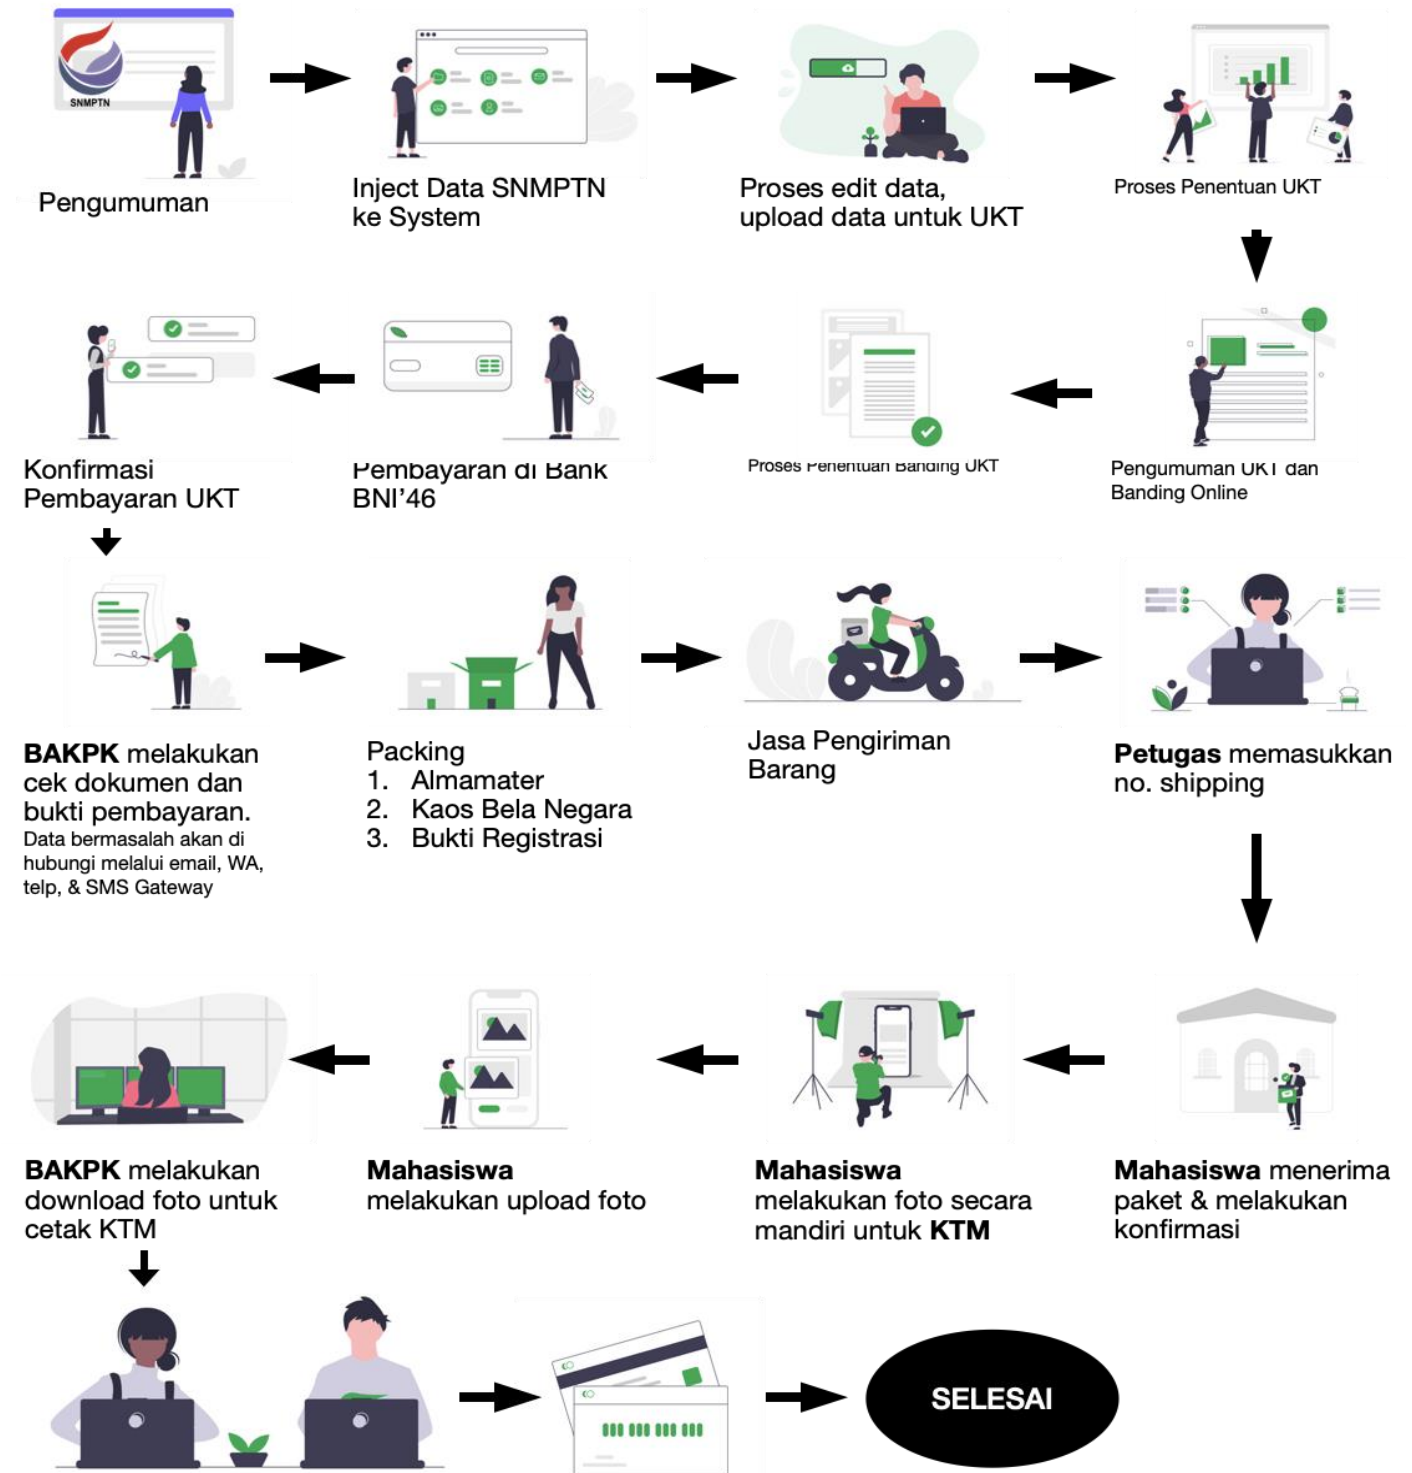 SNMPTN
Pengumuman
Inject Data SNMPTN
ke System
Proses edit data,
upload data untuk UKT
Proses Penentuan UKT
Konfirmasi
Pembayaran UKT
Pembayaran di Bank
BNI'46
Proses Penentuan Banding UKT
Pengumuman UKT dan
Banding Online
BAKPK melakukan
cek dokumen dan
bukti pembayaran.
Data bermasalah akan di
hubungi melalui email, WA,
telp, & SMS Gateway
Packing
1. Almamater
2. Kaos Bela Negara
3. Bukti Registrasi
Jasa Pengiriman
Barang
Petugas memasukkan
no. shipping
BAKPK melakukan
download foto untuk
cetak KTM
Mahasiswa
melakukan upload foto
Mahasiswa
melakukan foto secara
mandiri untuk KTM
Mahasiswa menerima
paket & melakukan
konfirmasi
SELESAI